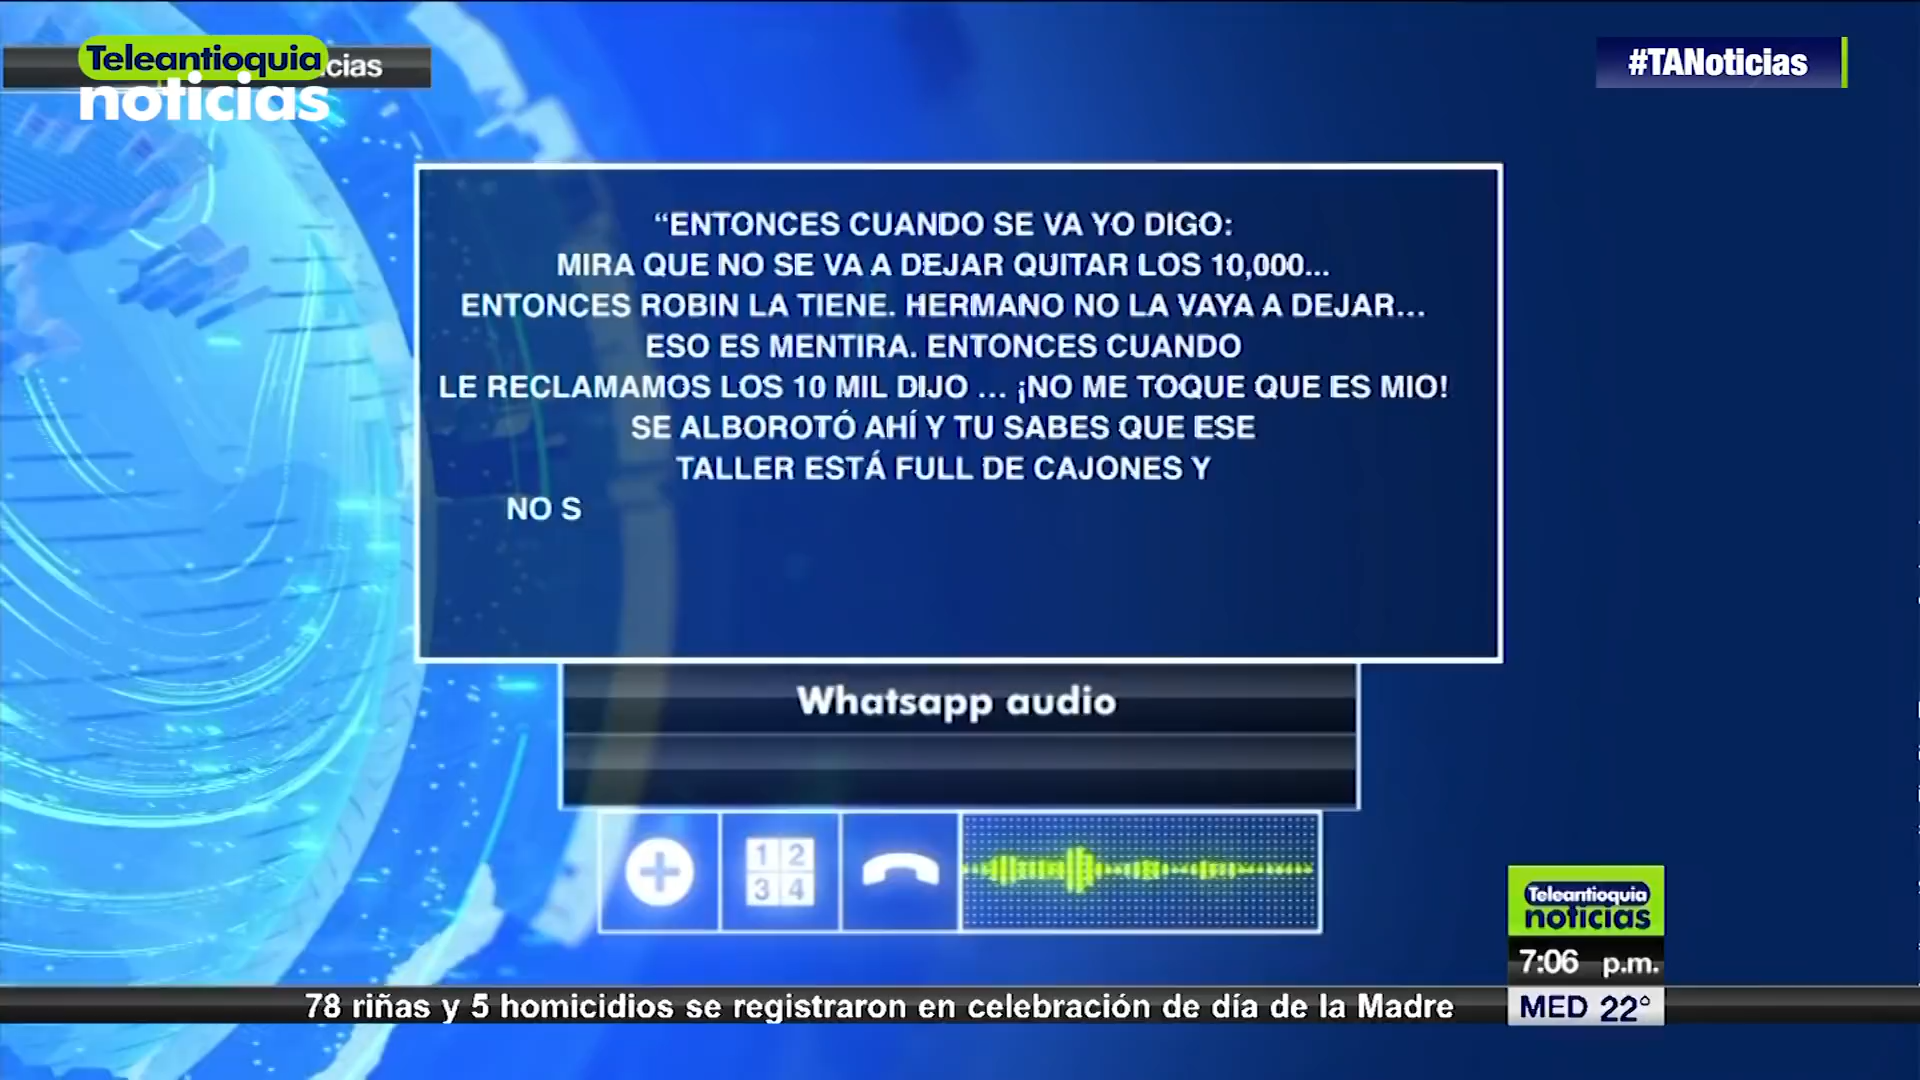 Teleantioquia
noticias
cias
#TANoticias
“ENTONCES CUANDO SE VA YO DIGO:
MIRA QUE NO SE VA A DEJAR QUITAR LOS 10,000...
ENTONCES ROBIN LA TIENE. HERMANO NO LA VAYA A DEJAR...
ESO ES MENTIRA. ENTONCES CUANDO
LE RECLAMAMOS LOS 10 MIL DIJO ... ¡NO ME TOQUE QUE ES MIO!
SE ALBOROTÓ AHÍ Y TU SABES QUE ESE
TALLER ESTÁ FULL DE CAJONES Y
NO S
Whatsapp audio
1 2
3 4
Teleantioquia
noticias
7:06 p.m.
78 riñas y 5 homicidios se registraron en celebración de día de la Madre
MED 22°